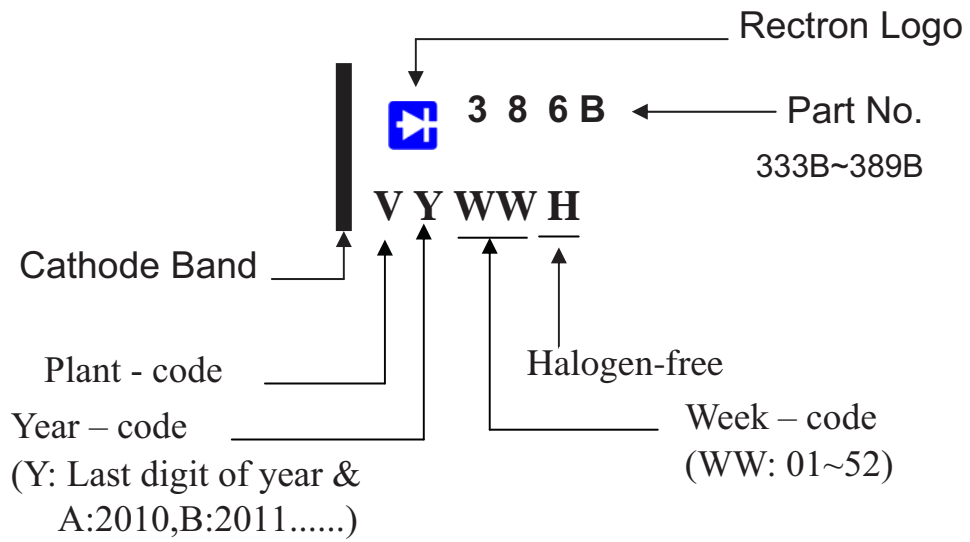 Rectron Logo
3 8 6 B
Part No.
333B~389B
V Y WW H
Cathode Band
Plant - code
Halogen-free
Year – code
(Y: Last digit of year &
A:2010,B:2011......)
Week – code
(WW: 01~52)